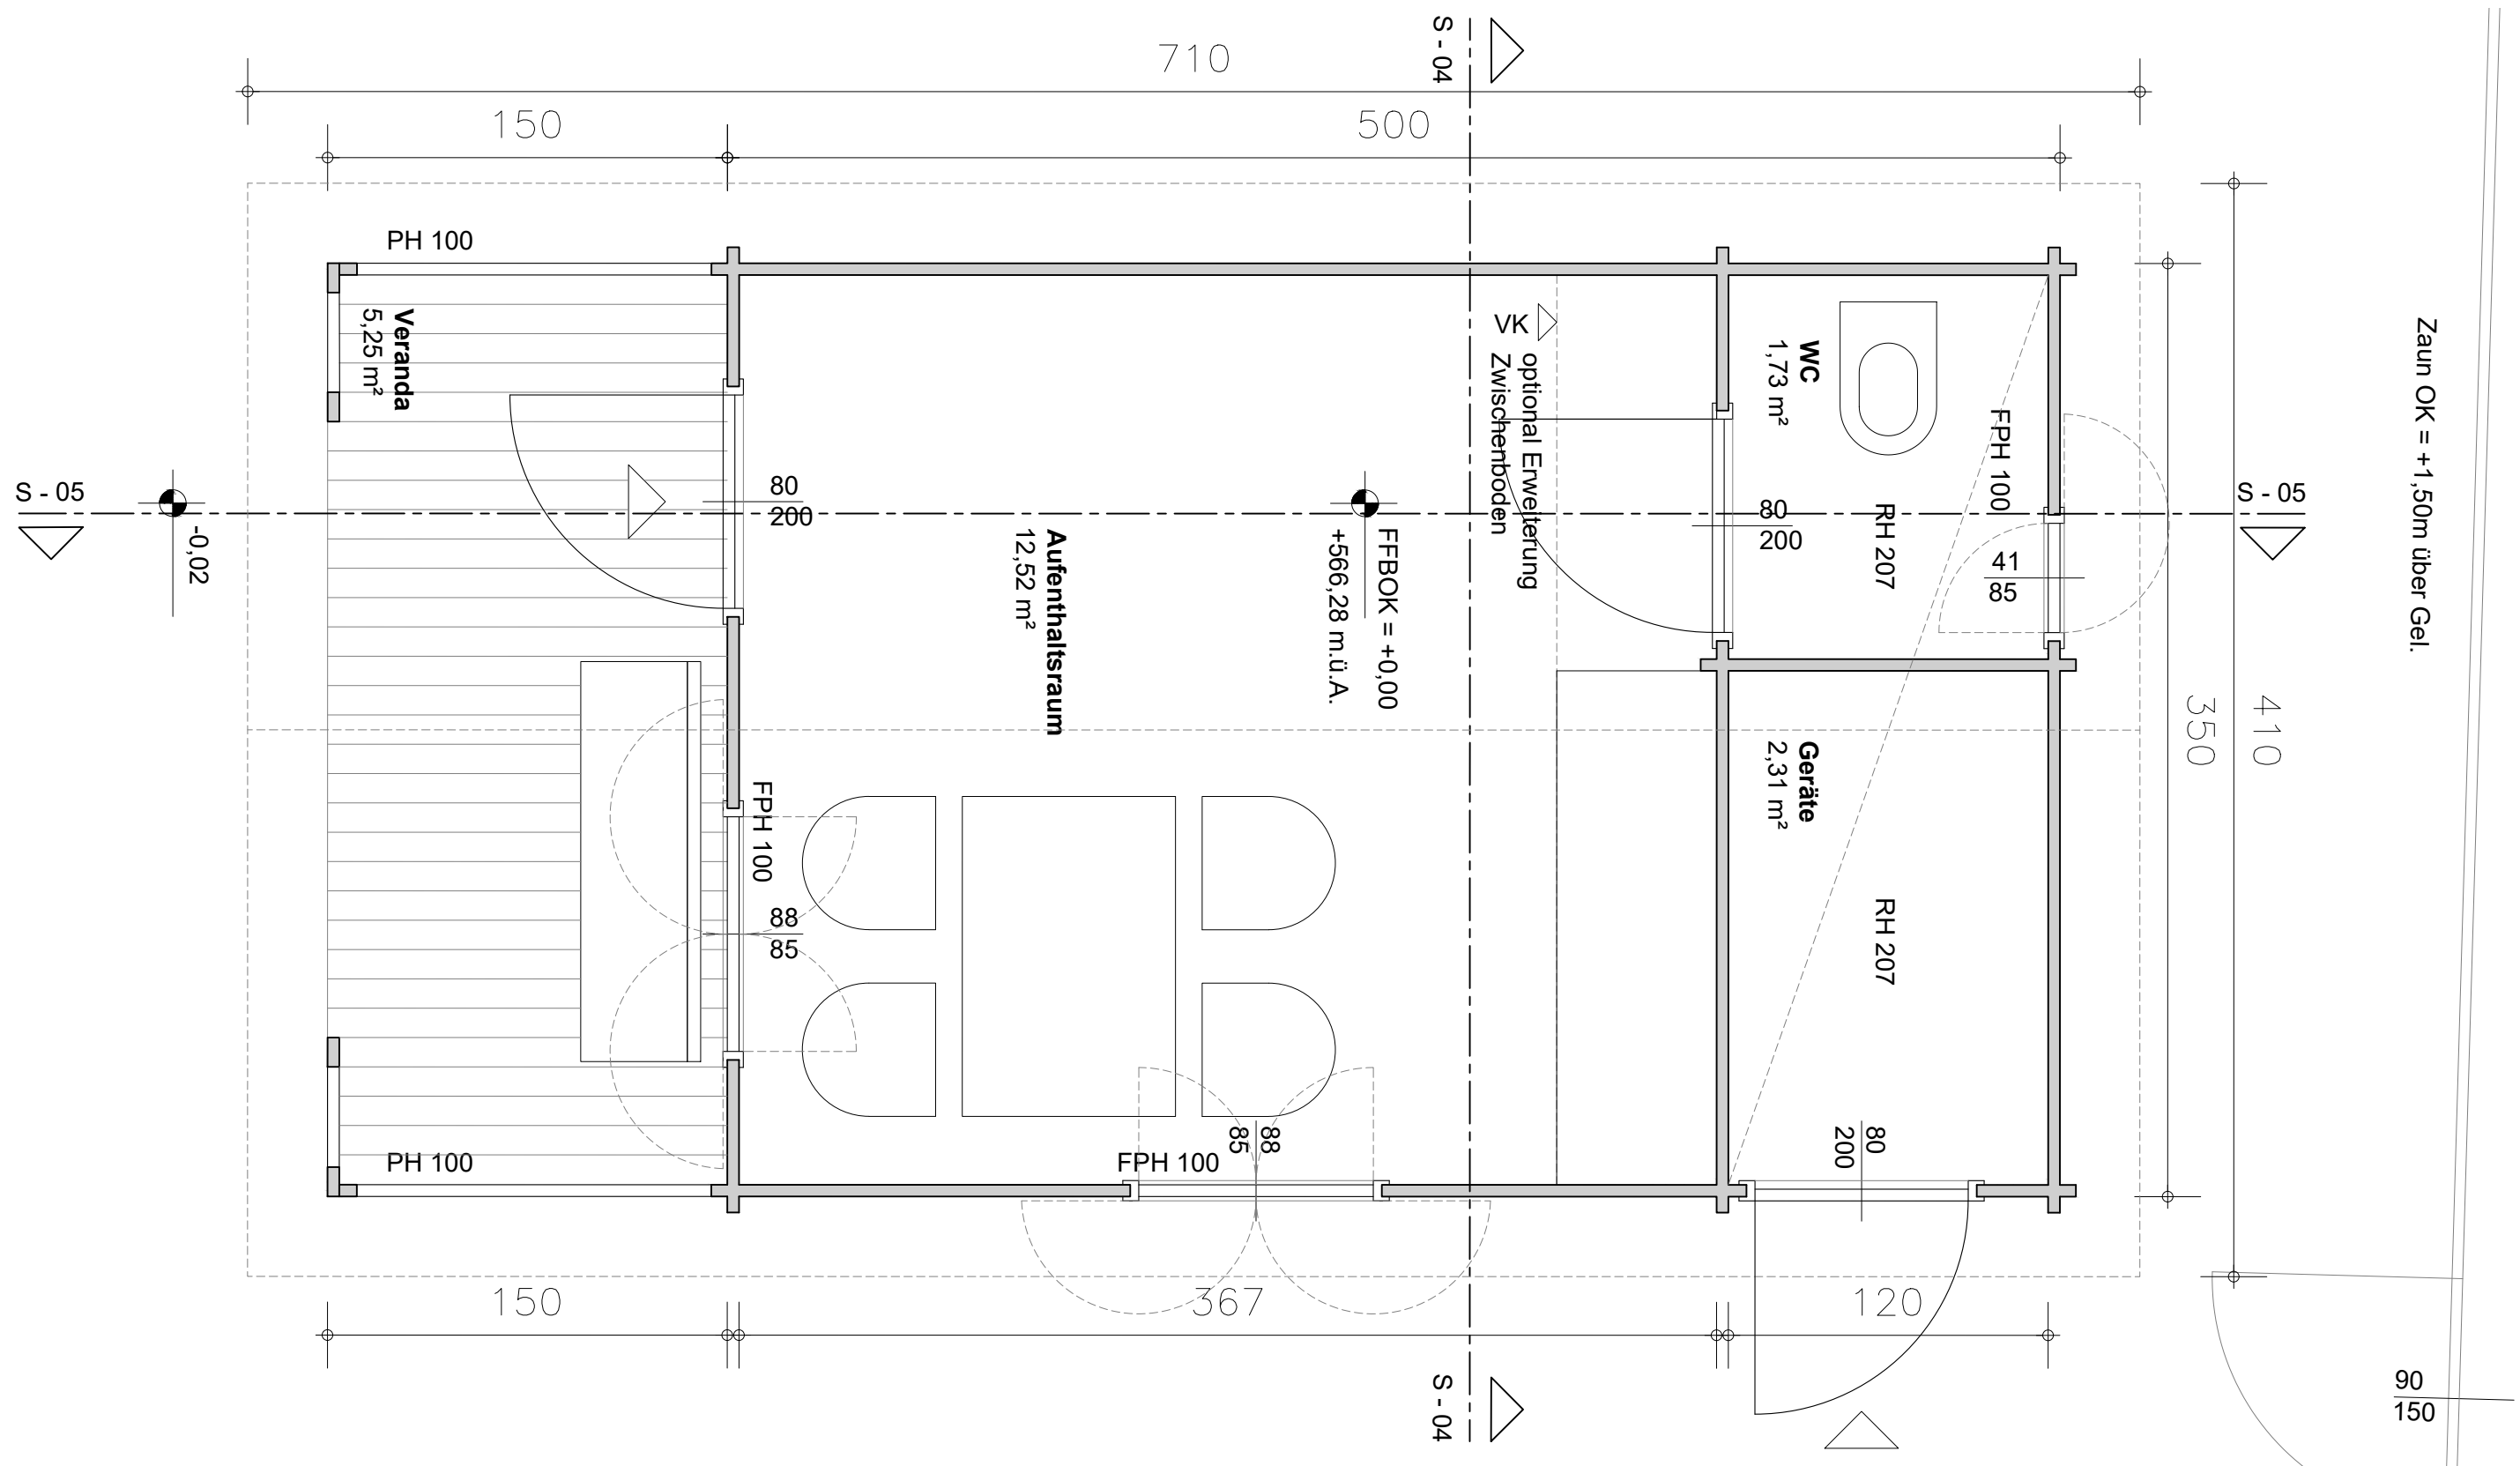 S - 04
710
150
500
PH 100
Veranda
5,25 m²
VK
optional Erweiterung
Zwischenboden
WC
1,73 m²
FPH 100
RH 207
Zaun OK = +1,50m über Gel.
S - 05
-0,02
80
200
Aufenthaltsraum
12,52 m²
FFBOK = +0,00
+566,28 m.ü.A.
80
200
41
85
S - 05
410
350
FPH 100
88
85
Geräte
2,31 m²
RH 207
PH 100
FPH 100
88
85
80
200
150
367
120
S - 04
90
150